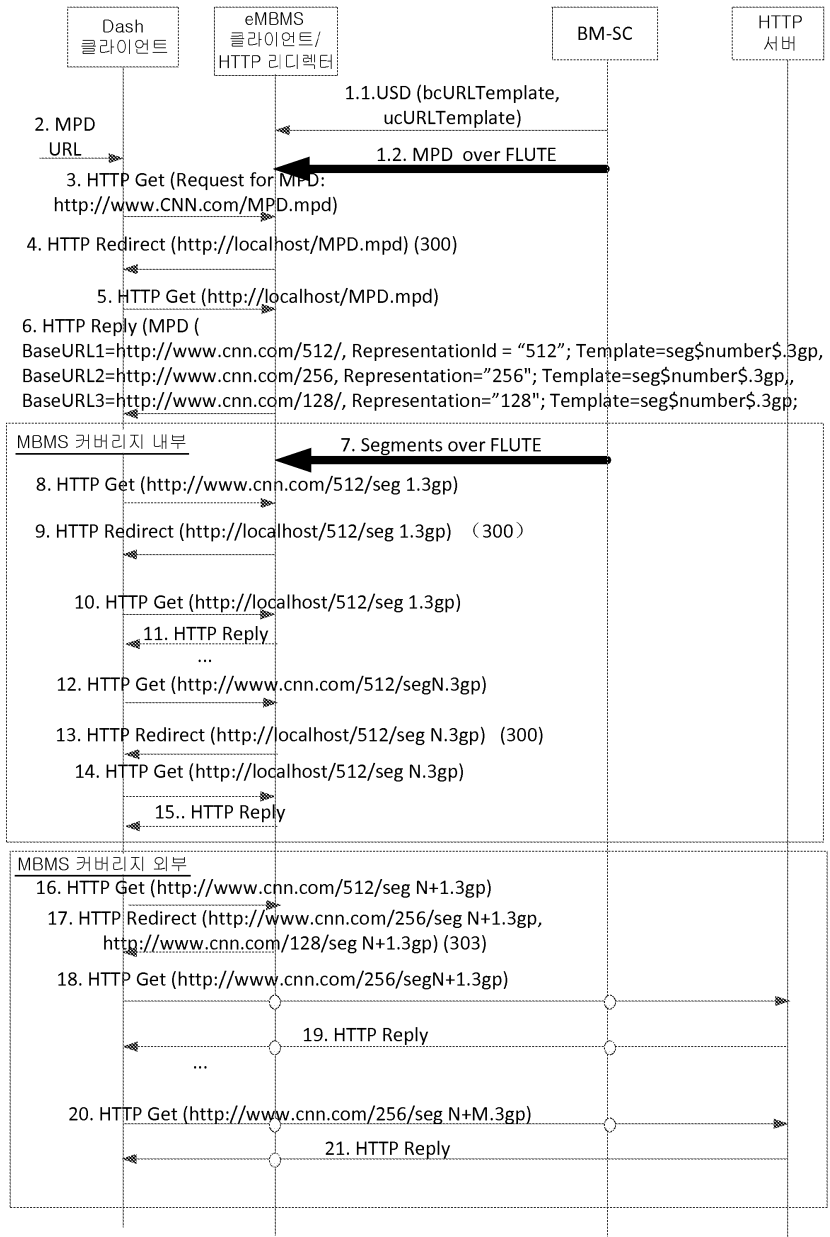 Dash
클라이언트
eMBMS
클라이언트/
HTTP 리디렉터
BM-SC
HTTP
서버
1.1.USD (bcURLTemplate,
ucURLTemplate)
2. MPD
URL
1.2. MPD over FLUTE
3. HTTP Get (Request for MPD:
http://www.CNN.com/MPD.mpd)
4. HTTP Redirect (http://localhost/MPD.mpd) (300)
5. HTTP Get (http://localhost/MPD.mpd)
6. HTTP Reply (MPD (
BaseURL1=http://www.cnn.com/512/, RepresentationId = “512”; Template=seg$number$.3gp,
BaseURL2=http://www.cnn.com/256, Representation=”256"; Template=seg$number$.3gp,,
BaseURL3=http://www.cnn.com/128/, Representation=”128"; Template=seg$number$.3gp;
MBMS 커버리지 내부
7. Segments over FLUTE
8. HTTP Get (http://www.cnn.com/512/seg 1.3gp)
9. HTTP Redirect (http://localhost/512/seg 1.3gp) （300）
10. HTTP Get (http://localhost/512/seg 1.3gp)
11. HTTP Reply
...
12. HTTP Get (http://www.cnn.com/512/segN.3gp)
13. HTTP Redirect (http://localhost/512/seg N.3gp) (300)
14. HTTP Get (http://localhost/512/seg N.3gp)
15.. HTTP Reply
MBMS 커버리지 외부
16. HTTP Get (http://www.cnn.com/512/seg N+1.3gp)
17. HTTP Redirect (http://www.cnn.com/256/seg N+1.3gp,
http://www.cnn.com/128/seg N+1.3gp) (303)
18. HTTP Get (http://www.cnn.com/256/segN+1.3gp)
19. HTTP Reply
...
20. HTTP Get (http://www.cnn.com/256/seg N+M.3gp)
21. HTTP Reply